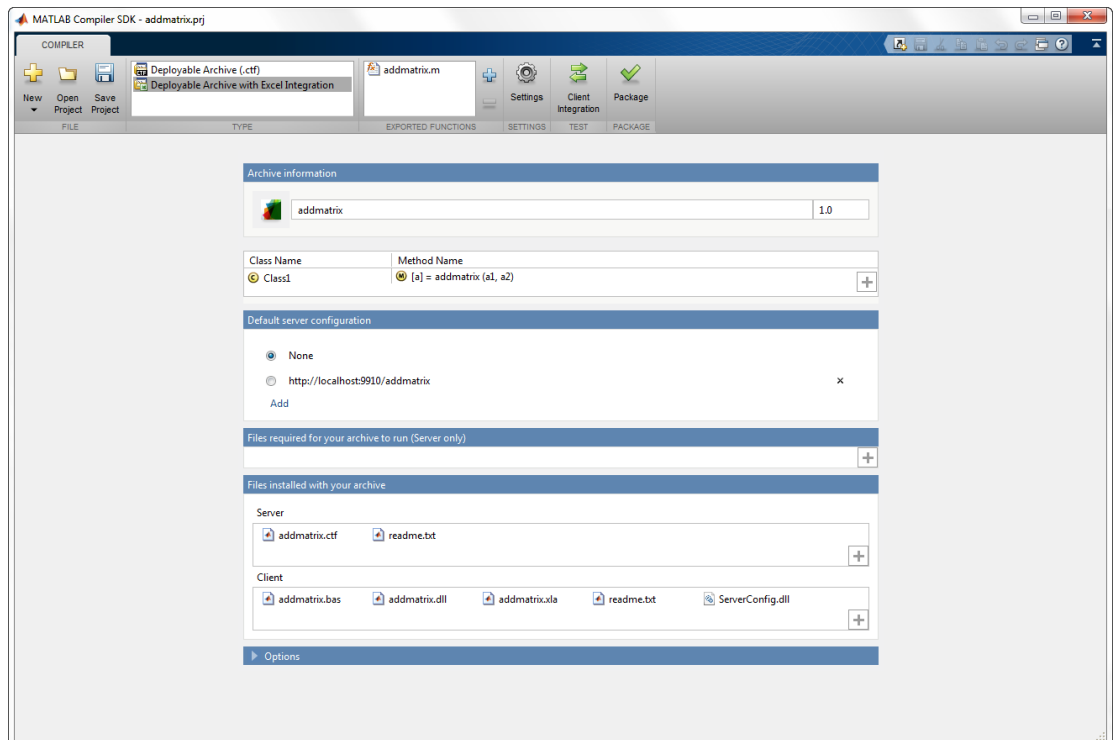 MATLAB Compiler SDK - addmatrix.prj
COMPILER
New
Open Project
Save Project
FILE
Deployable Archive (.ctf)
Deployable Archive with Excel Integration
TYPE
addmatrix.m
EXPORTED FUNCTIONS
Settings
SETTINGS
Client Integration
TEST
Package
PACKAGE
Archive information
addmatrix 1.0
Class Name Method Name
Class1 [a] = addmatrix (a1, a2)
Default server configuration
None
http://localhost:9910/addmatrix
Add
Files required for your archive to run (Server only)
Files installed with your archive
Server
addmatrix.ctf readme.txt
Client
addmatrix.bas addmatrix.dll addmatrix.xla readme.txt ServerConfig.dll
Options